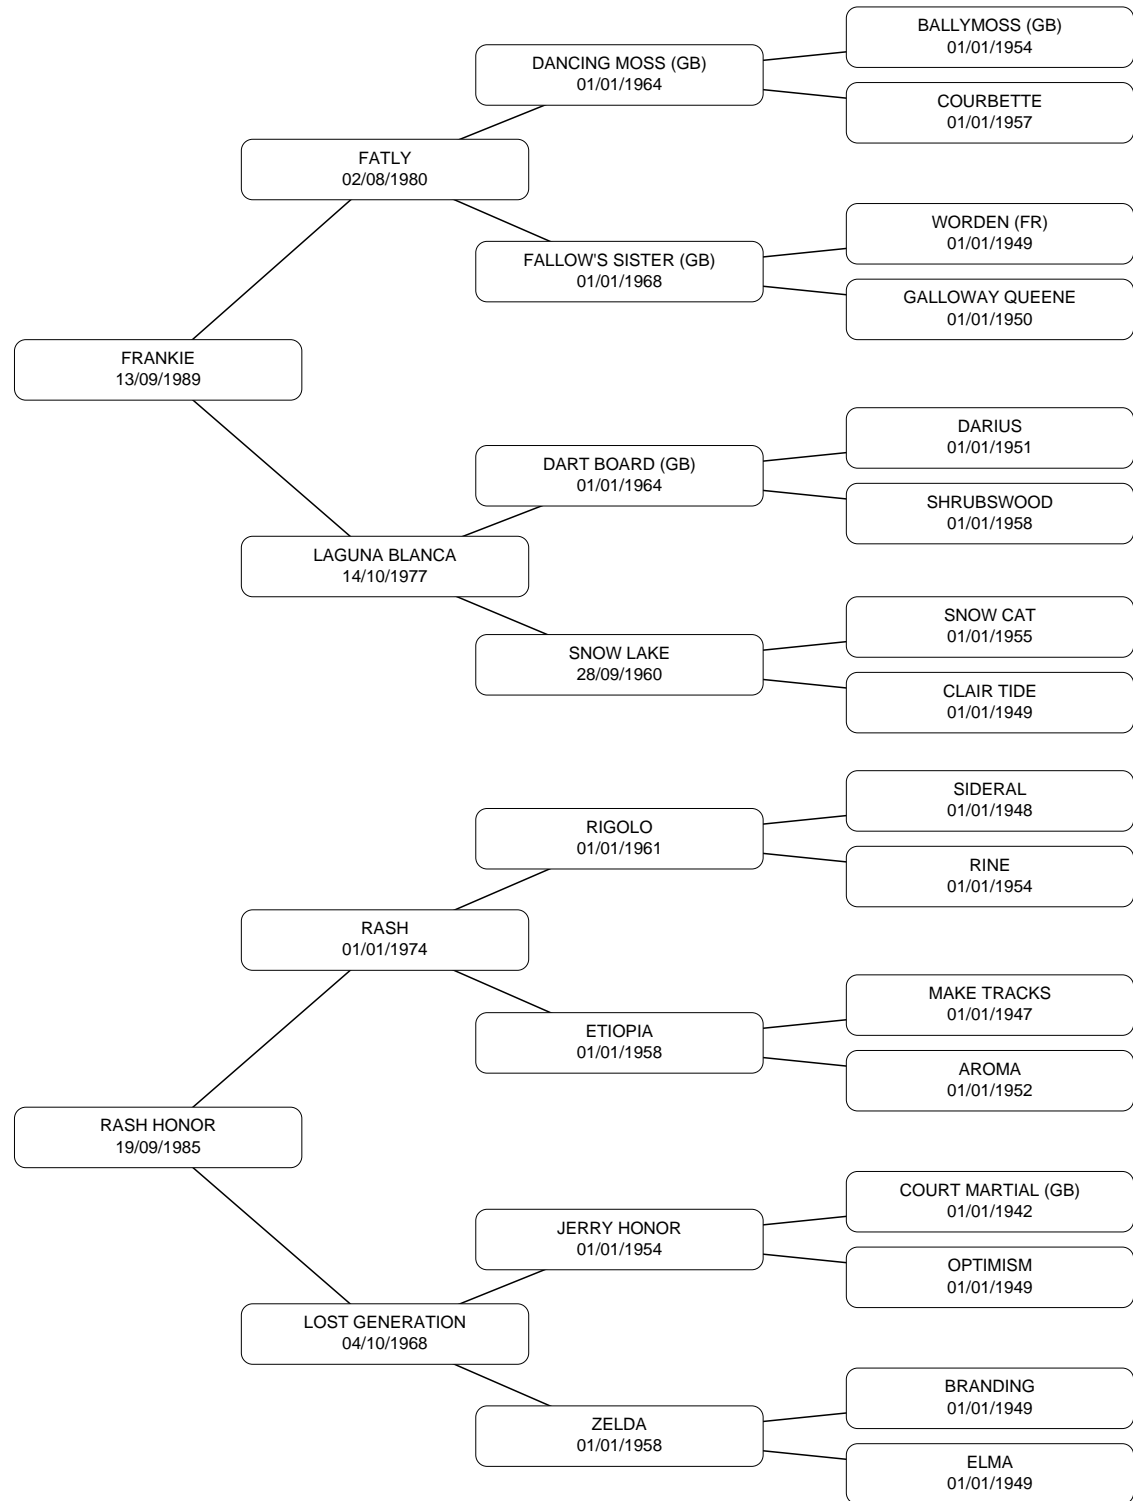 BALLYMOSS (GB)
01/01/1954
DANCING MOSS (GB)
01/01/1964
COURBETTE
01/01/1957
FATLY
02/08/1980
WORDEN (FR)
01/01/1949
FALLOW'S SISTER (GB)
01/01/1968
GALLOWAY QUEENE
01/01/1950
FRANKIE
13/09/1989
DARIUS
01/01/1951
DART BOARD (GB)
01/01/1964
SHRUBSWOOD
01/01/1958
LAGUNA BLANCA
14/10/1977
SNOW CAT
01/01/1955
SNOW LAKE
28/09/1960
CLAIR TIDE
01/01/1949
SIDERAL
01/01/1948
RIGOLO
01/01/1961
RINE
01/01/1954
RASH
01/01/1974
MAKE TRACKS
01/01/1947
ETIOPIA
01/01/1958
AROMA
01/01/1952
RASH HONOR
19/09/1985
COURT MARTIAL (GB)
01/01/1942
JERRY HONOR
01/01/1954
OPTIMISM
01/01/1949
LOST GENERATION
04/10/1968
BRANDING
01/01/1949
ZELDA
01/01/1958
ELMA
01/01/1949